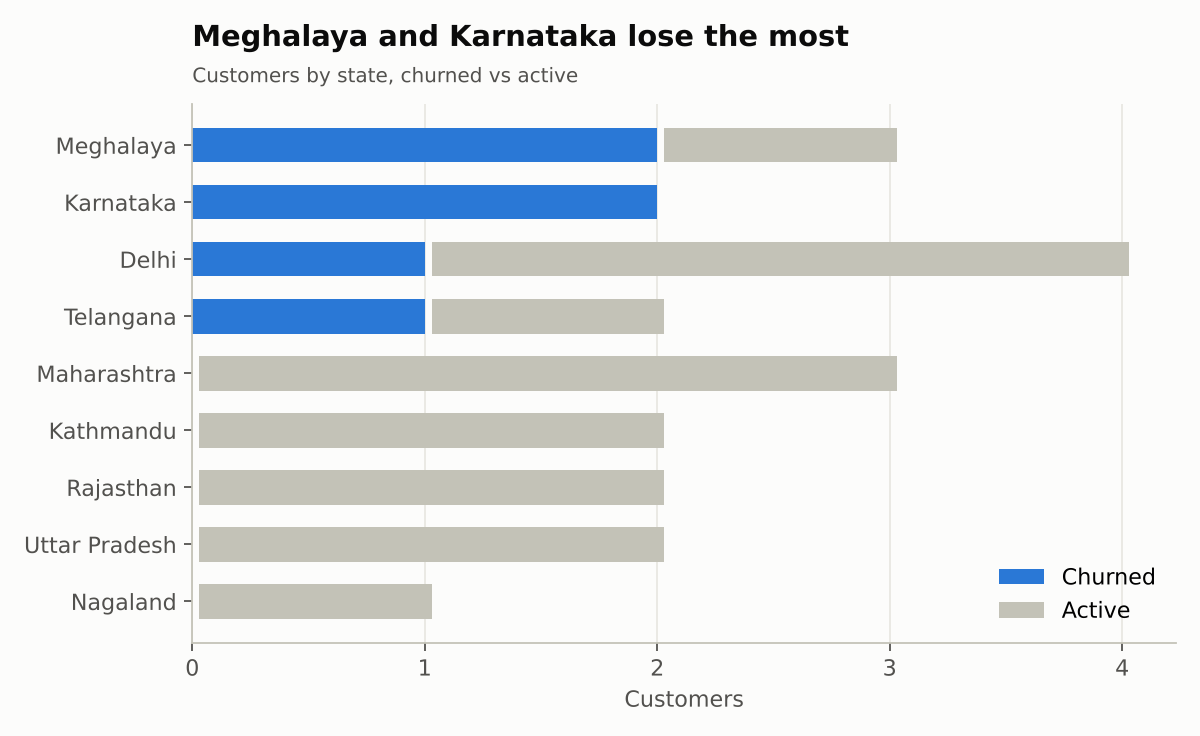 Meghalaya and Karnataka lose the most
Customers by state, churned vs active
Meghalaya
Karnataka
Delhi
Telangana
Maharashtra
Kathmandu
Rajasthan
Uttar Pradesh
Nagaland
Churned
Active
0 1 2 3 4
Customers